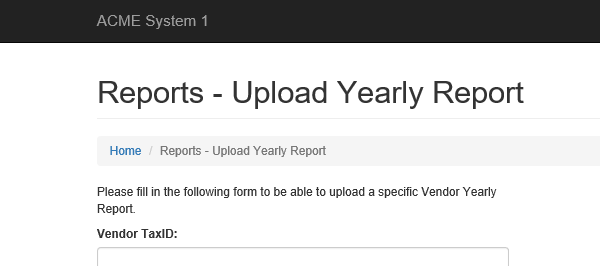 ACME System 1
Reports - Upload Yearly Report
Home / Reports - Upload Yearly Report
Please fill in the following form to be able to upload a specific Vendor Yearly
Report.
Vendor TaxID: